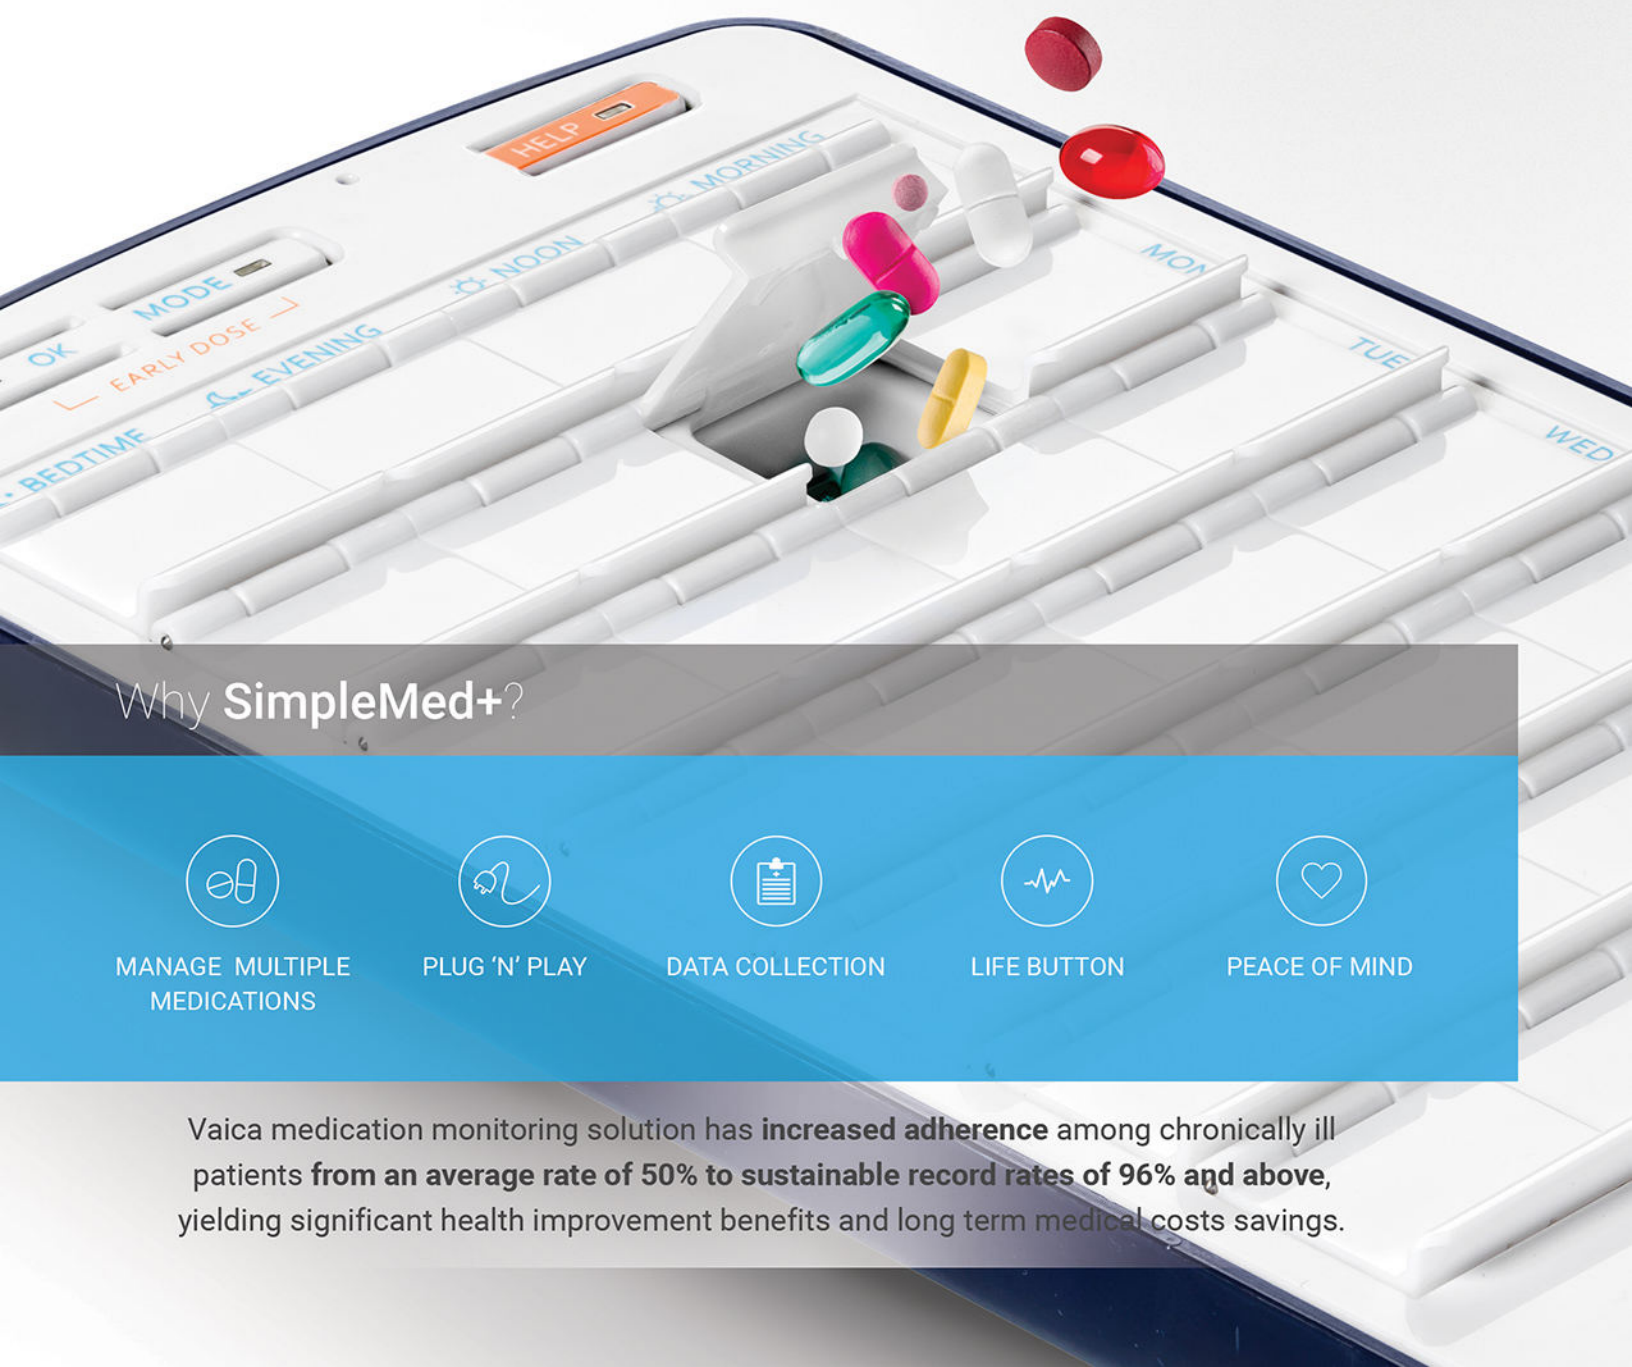 HELP
MORNING
NOON
MODE
EARLY DOSE
OK
EVENING
BEDTIME
MON
TUE
WED
Why SimpleMed+?
MANAGE MULTIPLE
MEDICATIONS
PLUG ‘N’ PLAY
DATA COLLECTION
LIFE BUTTON
PEACE OF MIND
Vaica medication monitoring solution has increased adherence among chronically ill
patients from an average rate of 50% to sustainable record rates of 96% and above,
yielding significant health improvement benefits and long term medical costs savings.